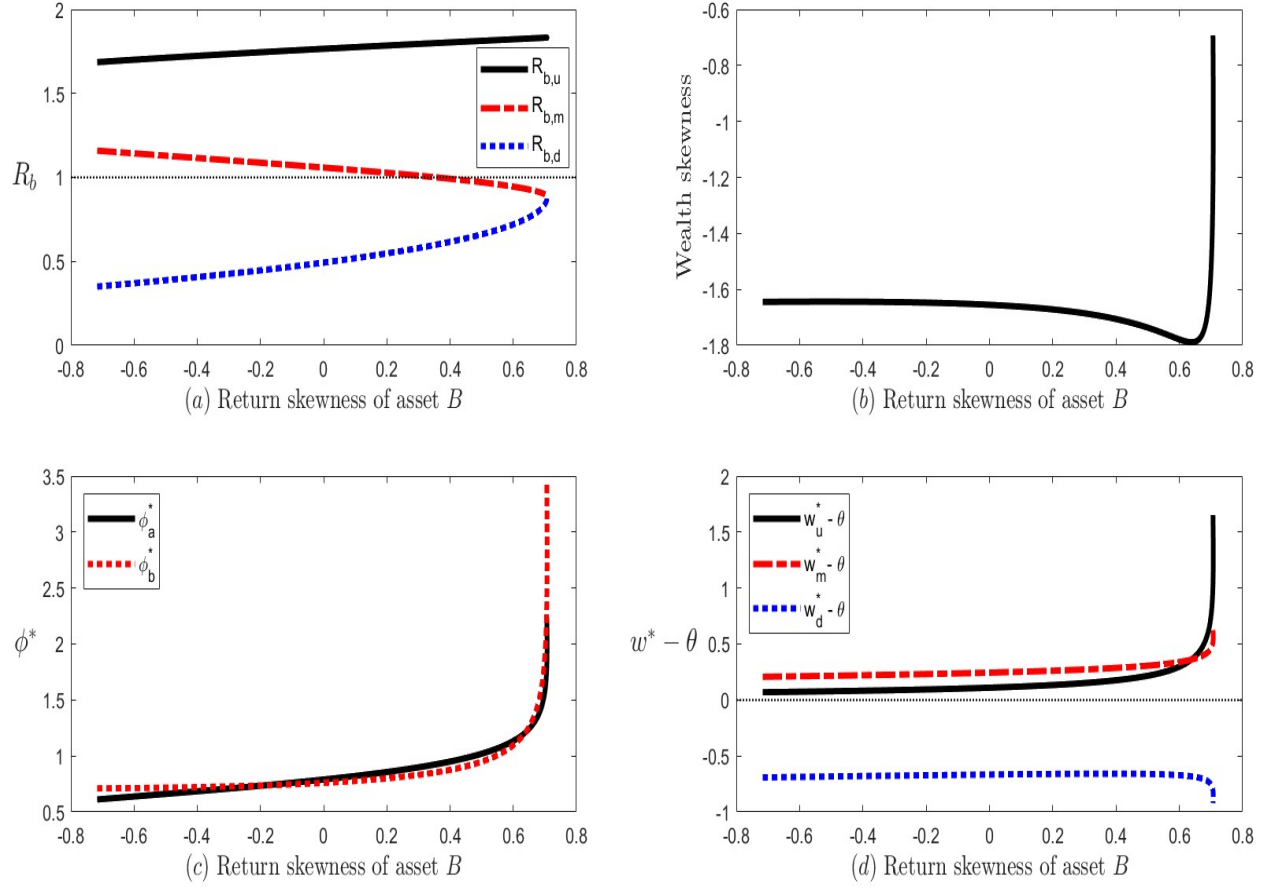 2
1.5
1
0.5
0
R_b
R_{b,u}
R_{b,m}
R_{b,d}
-0.8 -0.6 -0.4 -0.2 0 0.2 0.4 0.6 0.8
(a) Return skewness of asset B
-0.6
-0.8
-1
-1.2
-1.4
-1.6
-1.8
Wealth skewness
-0.8 -0.6 -0.4 -0.2 0 0.2 0.4 0.6 0.8
(b) Return skewness of asset B
3.5
3
2.5
2
1.5
1
0.5
ϕ*
ϕ_a^*
ϕ_b^*
-0.8 -0.6 -0.4 -0.2 0 0.2 0.4 0.6 0.8
(c) Return skewness of asset B
2
1.5
1
0.5
0
-0.5
-1
w* − θ
w_u^* - θ
w_m^* - θ
w_d^* - θ
-0.8 -0.6 -0.4 -0.2 0 0.2 0.4 0.6 0.8
(d) Return skewness of asset B